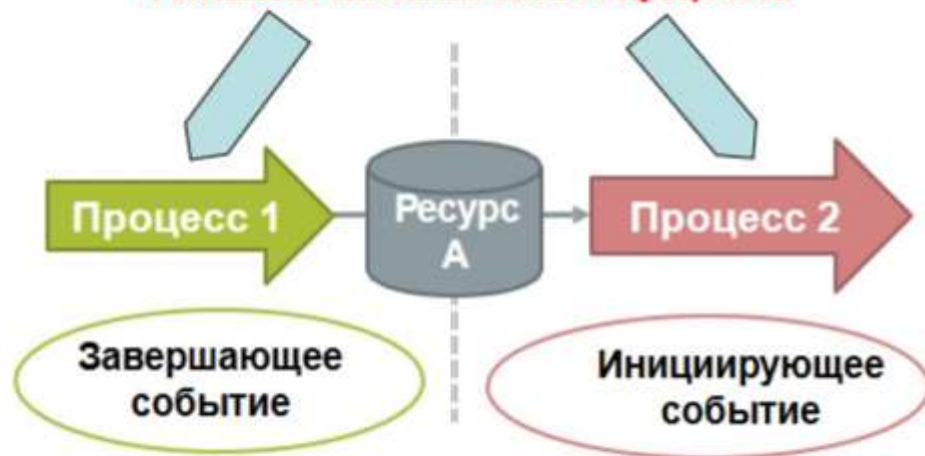 Процесс 1
Ресурс
А
Процесс 2
Завершающее
событие
Инициирующее
событие